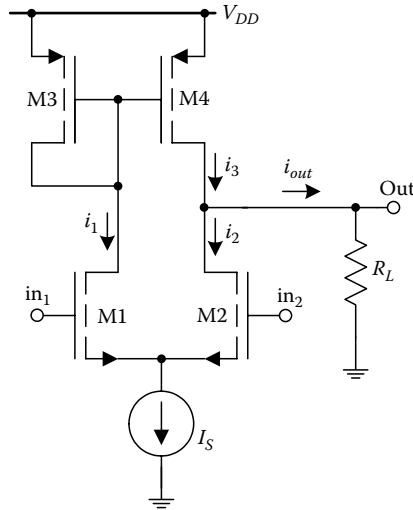 V_DD
M3
M4
i_3
i_out
Out
i_1
i_2
R_L
in_1
M1
M2
in_2
I_S